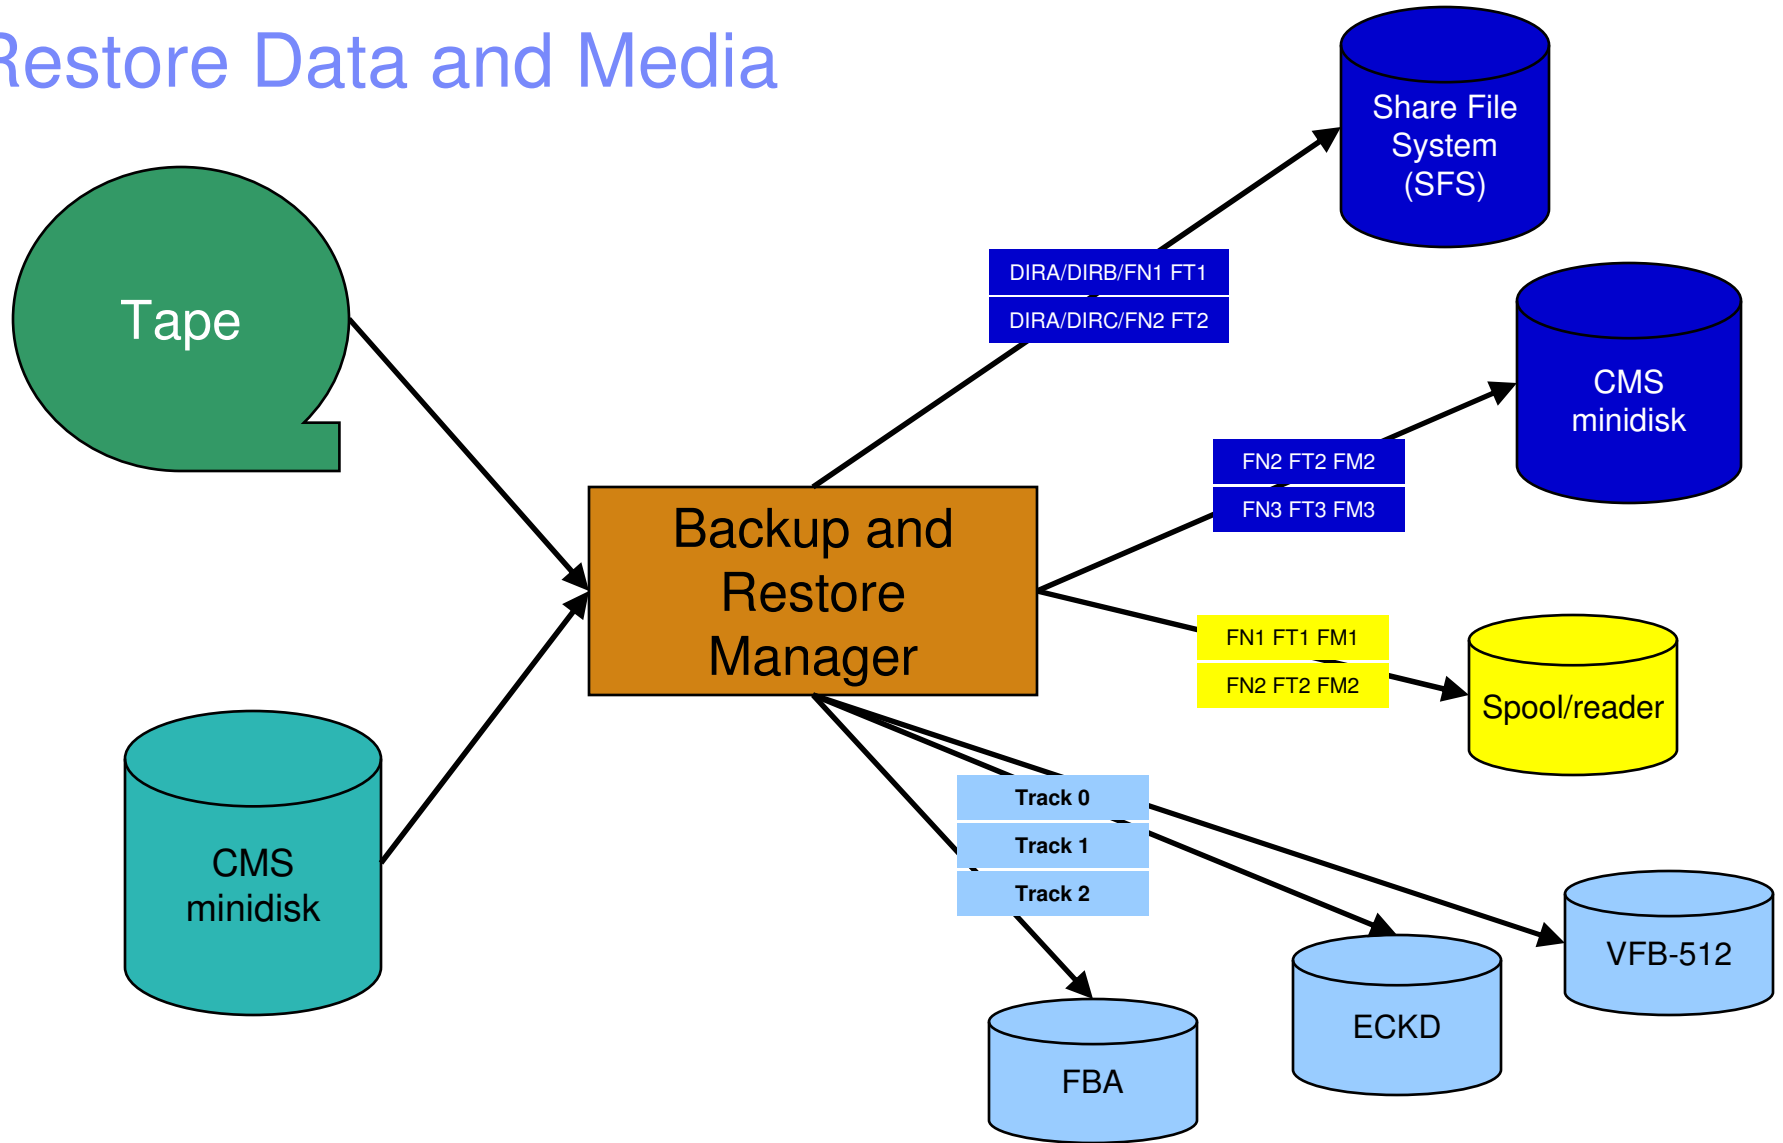 Restore Data and Media
Share File
System
(SFS)
Tape
DIRA/DIRB/FN1 FT1
DIRA/DIRC/FN2 FT2
CMS
minidisk
FN2 FT2 FM2
FN3 FT3 FM3
Backup and
Restore
Manager
FN1 FT1 FM1
FN2 FT2 FM2
Spool/reader
Track 0
Track 1
Track 2
CMS
minidisk
VFB-512
ECKD
FBA